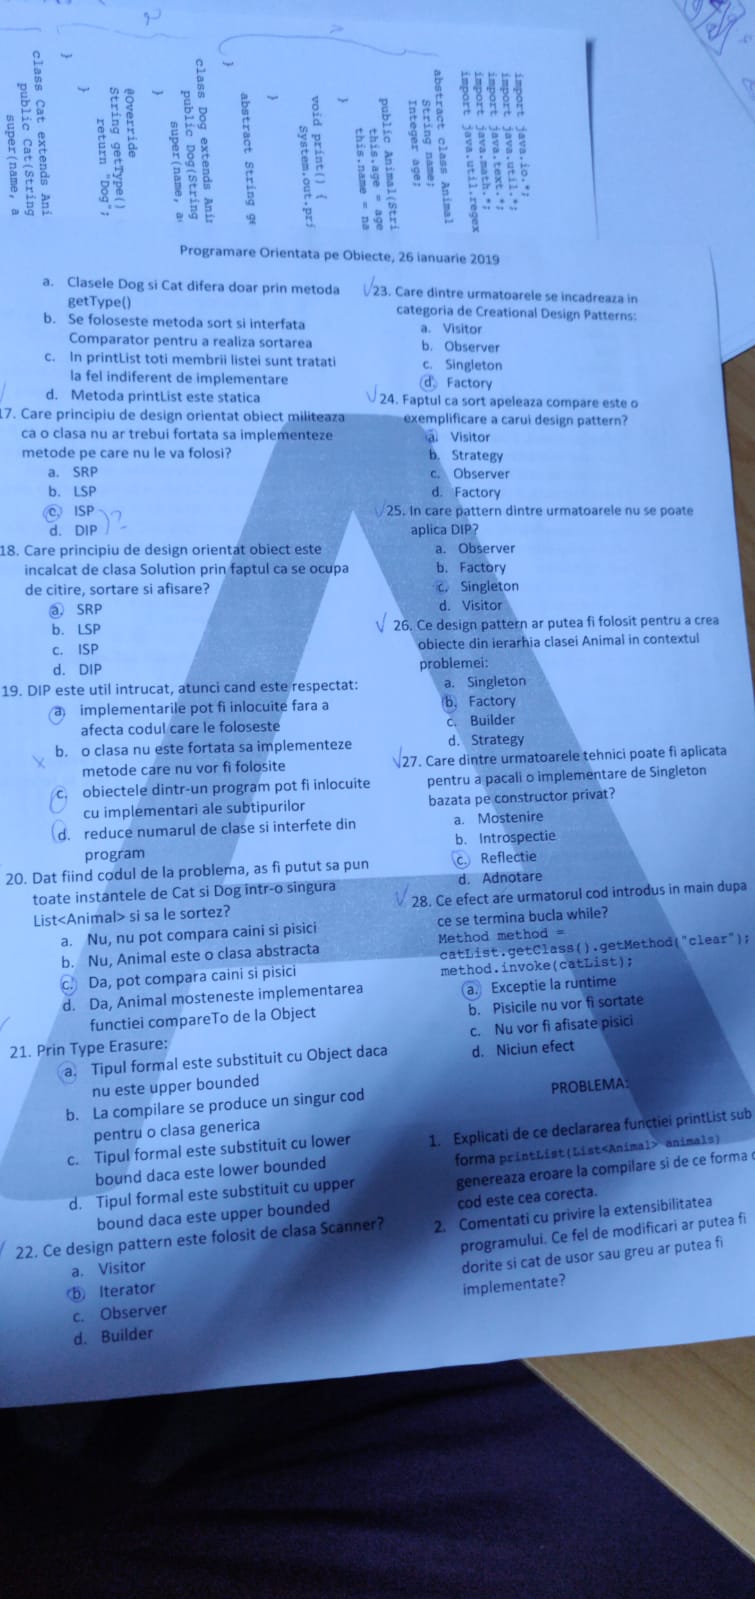 import java.io.*;
import java.util.*;
import java.text.*;
import java.math.*;
import java.util.regex
abstract class Animal
String name;
Integer age;
public Animal(Stri
this.age = age
this.name = na
}
void print() {
System.out.pri
}
abstract String ge
}
class Dog extends Anim
public Dog(String
super(name, a
}
@Override
String getType()
return "Dog";
}
}
class Cat extends Ani
public Cat(String
super(name, a
Programare Orientata pe Obiecte, 26 ianuarie 2019
a. Clasele Dog si Cat difera doar prin metoda
getType()
b. Se foloseste metoda sort si interfata
Comparator pentru a realiza sortarea
c. In printList toti membrii listei sunt tratati
la fel indiferent de implementare
d. Metoda printList este statica
17. Care principiu de design orientat obiect militeaza
ca o clasa nu ar trebui fortata sa implementeze
metode pe care nu le va folosi?
a. SRP
b. LSP
c. ISP
d. DIP
?
18. Care principiu de design orientat obiect este
incalcat de clasa Solution prin faptul ca se ocupa
de citire, sortare si afisare?
a. SRP
b. LSP
c. ISP
d. DIP
19. DIP este util intrucat, atunci cand este respectat:
a. implementarile pot fi inlocuite fara a
afecta codul care le foloseste
b. o clasa nu este fortata sa implementeze
metode care nu vor fi folosite
c. obiectele dintr-un program pot fi inlocuite
cu implementari ale subtipurilor
d. reduce numarul de clase si interfete din
program
20. Dat fiind codul de la problema, as fi putut sa pun
toate instantele de Cat si Dog intr-o singura
List<Animal> si sa le sortez?
a. Nu, nu pot compara caini si pisici
b. Nu, Animal este o clasa abstracta
c. Da, pot compara caini si pisici
d. Da, Animal mosteneste implementarea
functiei compareTo de la Object
21. Prin Type Erasure:
a. Tipul formal este substituit cu Object daca
nu este upper bounded
b. La compilare se produce un singur cod
pentru o clasa generica
c. Tipul formal este substituit cu lower
bound daca este lower bounded
d. Tipul formal este substituit cu upper
bound daca este upper bounded
22. Ce design pattern este folosit de clasa Scanner?
a. Visitor
b. Iterator
c. Observer
d. Builder
23. Care dintre urmatoarele se incadreaza in
categoria de Creational Design Patterns:
a. Visitor
b. Observer
c. Singleton
d. Factory
24. Faptul ca sort apeleaza compare este o
exemplificare a carui design pattern?
a. Visitor
b. Strategy
c. Observer
d. Factory
25. In care pattern dintre urmatoarele nu se poate
aplica DIP?
a. Observer
b. Factory
c. Singleton
d. Visitor
26. Ce design pattern ar putea fi folosit pentru a crea
obiecte din ierarhia clasei Animal in contextul
problemei:
a. Singleton
b. Factory
c. Builder
d. Strategy
27. Care dintre urmatoarele tehnici poate fi aplicata
pentru a pacali o implementare de Singleton
bazata pe constructor privat?
a. Mostenire
b. Introspectie
c. Reflectie
d. Adnotare
28. Ce efect are urmatorul cod introdus in main dupa
ce se termina bucla while?
Method method =
catList.getClass().getMethod("clear");
method.invoke(catList);
a. Exceptie la runtime
b. Pisicile nu vor fi sortate
c. Nu vor fi afisate pisici
d. Niciun efect
PROBLEMA:
1. Explicati de ce declararea functiei printList sub
forma printList(List<Animal> animals)
genereaza eroare la compilare si de ce forma
cod este cea corecta.
2. Comentati cu privire la extensibilitatea
programului. Ce fel de modificari ar putea fi
dorite si cat de usor sau greu ar putea fi
implementate?
A